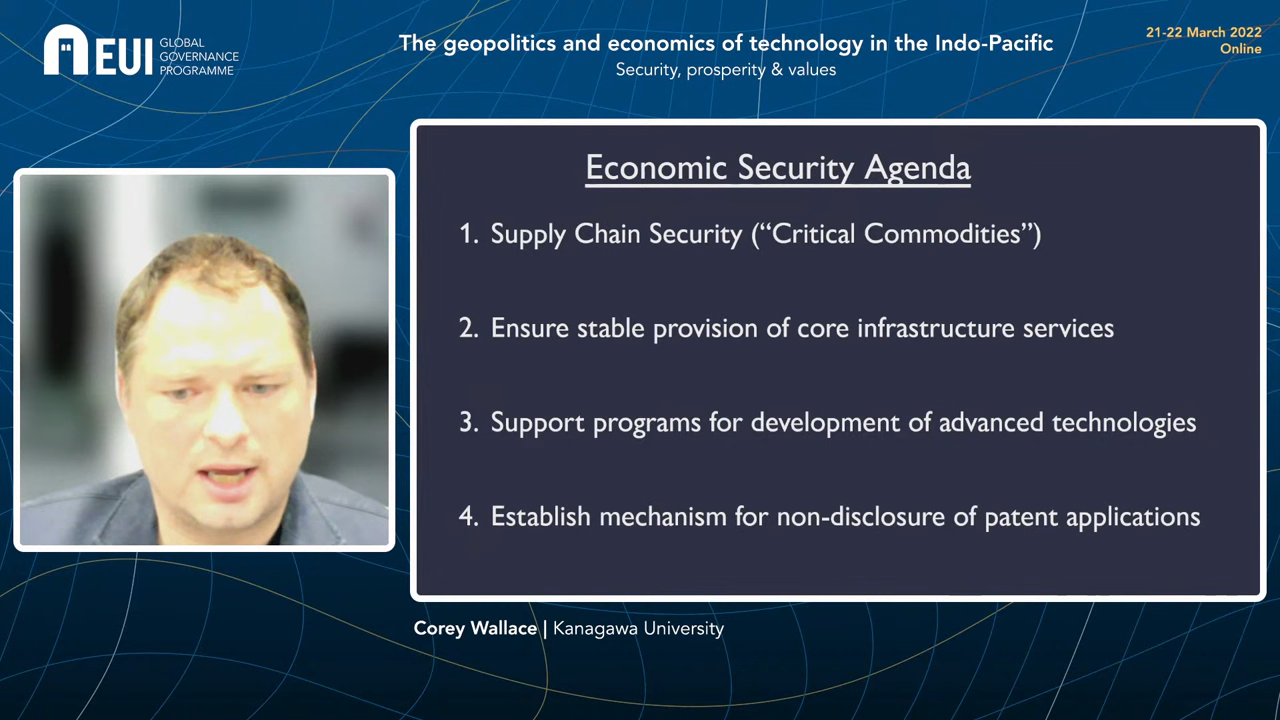 EUI
GLOBAL
GOVERNANCE
PROGRAMME
The geopolitics and economics of technology in the Indo-Pacific
Security, prosperity & values
21-22 March 2022
Online
Economic Security Agenda
1. Supply Chain Security (“Critical Commodities”)
2. Ensure stable provision of core infrastructure services
3. Support programs for development of advanced technologies
4. Establish mechanism for non-disclosure of patent applications
Corey Wallace | Kanagawa University